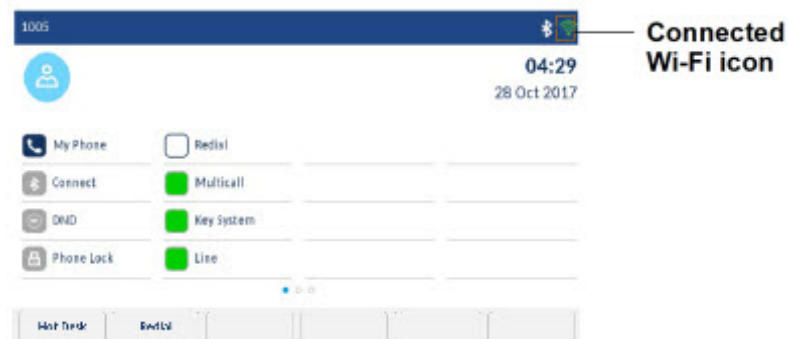 1005
Connected
Wi-Fi icon
04:29
28 Oct 2017
My Phone Redial
Connect Multicall
DND Key System
Phone Lock Line
Hot Desk Redial